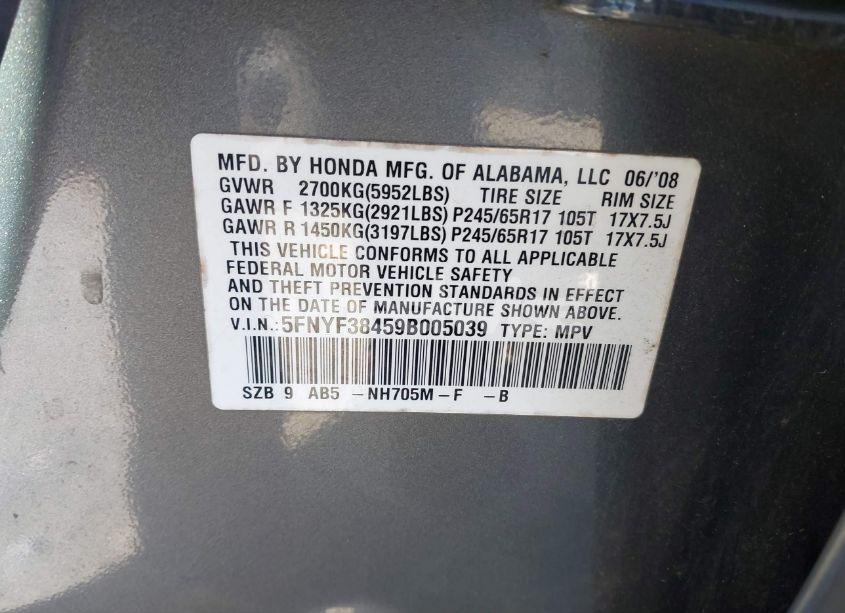 MFD. BY HONDA MFG. OF ALABAMA, LLC 06/'08
GVWR 2700KG(5952LBS) TIRE SIZE RIM SIZE
GAWR F 1325KG(2921LBS) P245/65R17 105T 17X7.5J
GAWR R 1450KG(3197LBS) P245/65R17 105T 17X7.5J
THIS VEHICLE CONFORMS TO ALL APPLICABLE
FEDERAL MOTOR VEHICLE SAFETY
AND THEFT PREVENTION STANDARDS IN EFFECT
ON THE DATE OF MANUFACTURE SHOWN ABOVE.
V.I.N.: 5FNYF38459B005039 TYPE: MPV
SZB 9 AB5 -NH705M-F -B